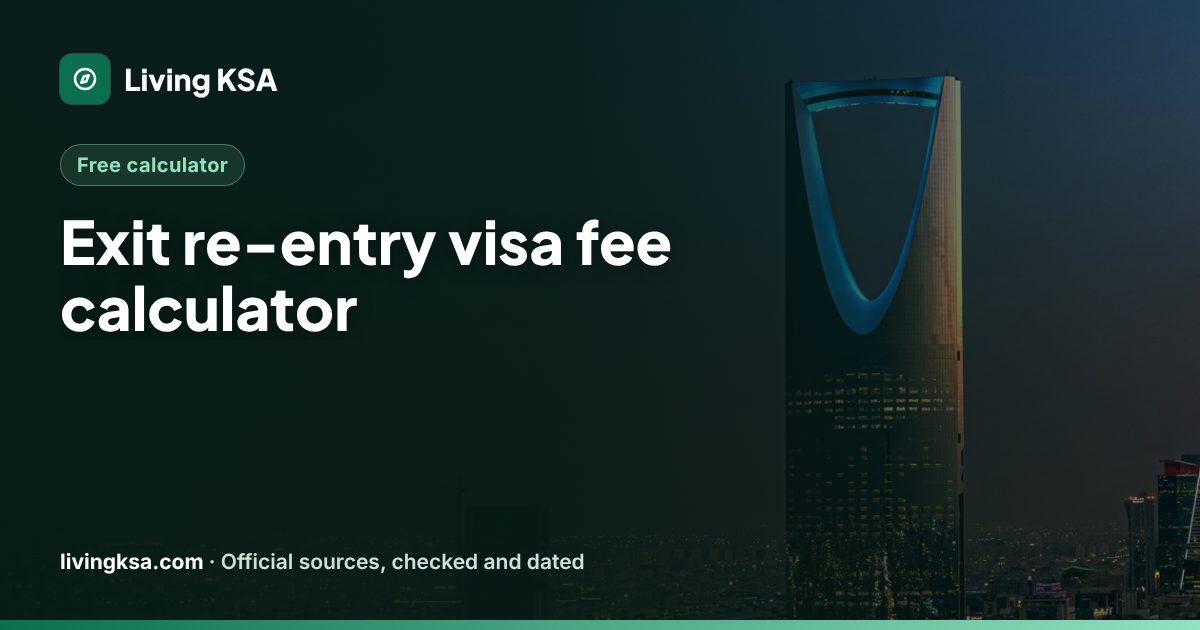 Living KSA
Free calculator
Exit re-entry visa fee
calculator
livingksa.com · Official sources, checked and dated